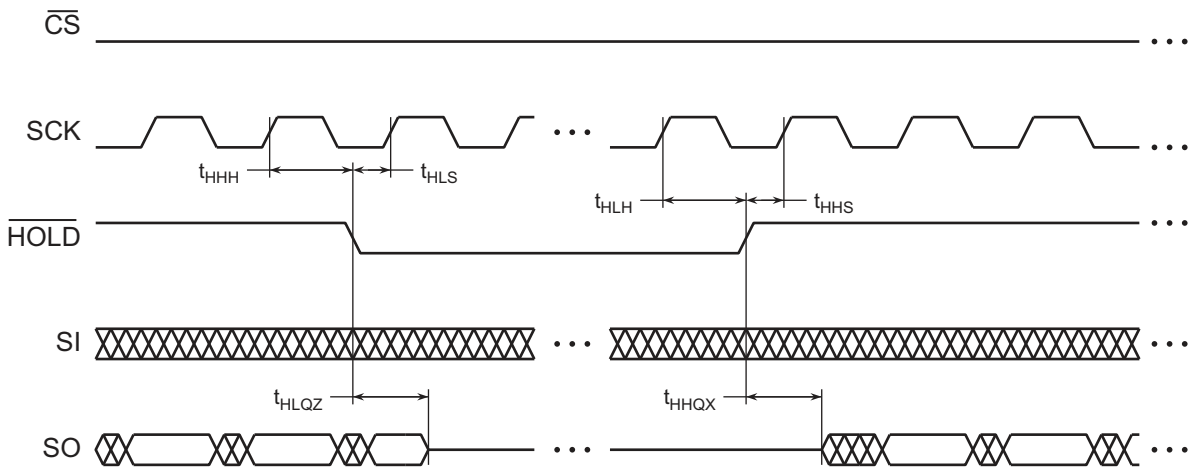 CS
SCK
tHHH
tHLS
tHLH
tHHS
HOLD
SI
tHLQZ
tHHQX
SO